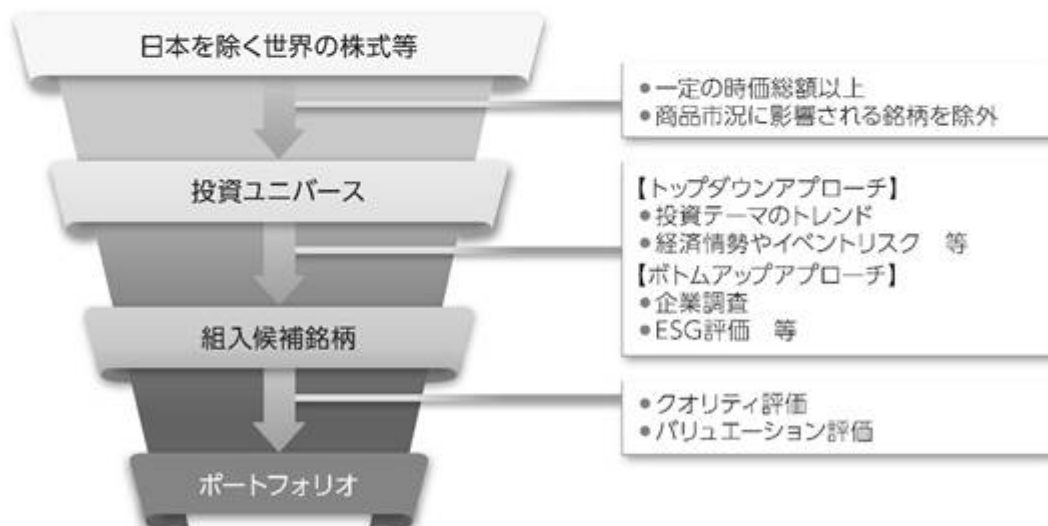 日本を除く世界の株式等
●一定の時価総額以上
●商品市況に影響される銘柄を除外
投資ユニバース
【トップダウンアプローチ】
●投資テーマのトレンド
●経済情勢やイベントリスク　等
【ボトムアップアプローチ】
●企業調査
●ESG評価　等
組入候補銘柄
●クオリティ評価
●バリュエーション評価
ポートフォリオ